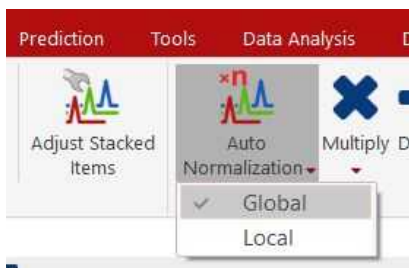 Prediction Tools Data Analysis
Adjust Stacked
Items
×n
Auto
Normalization
Multiply
Global
Local